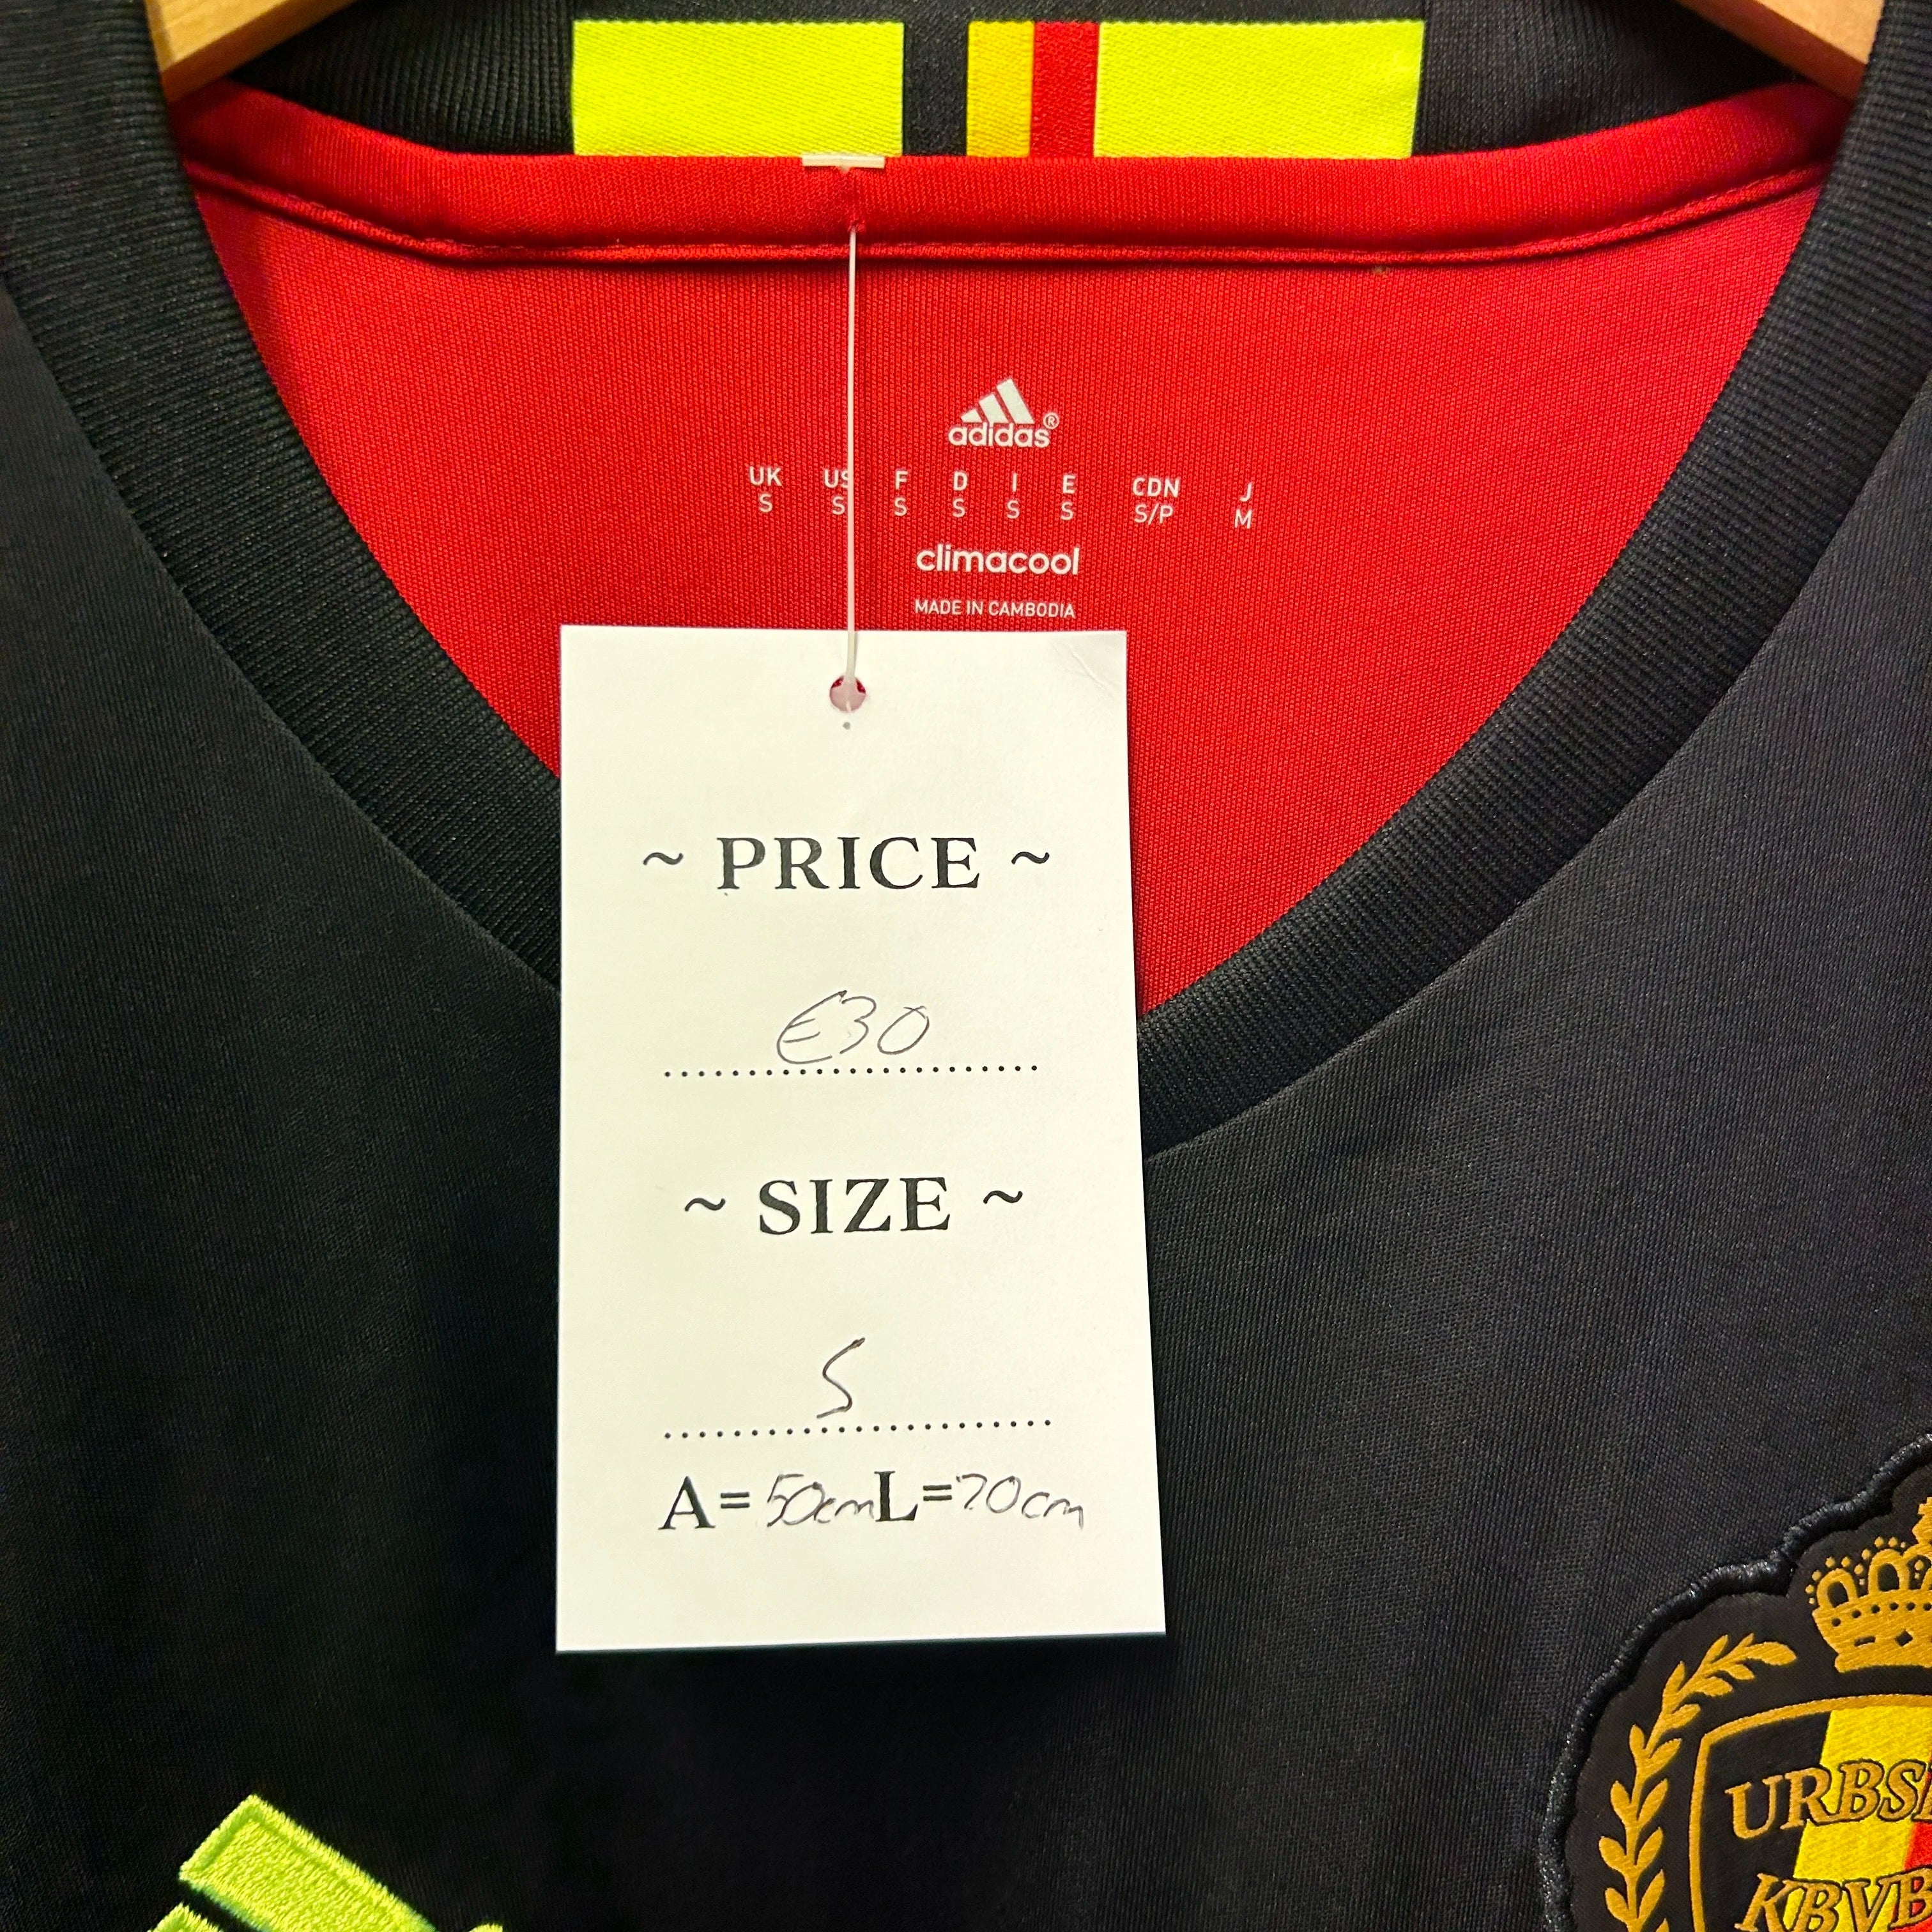 adidas®
UK US F D I E CDN J
S S S S S S S/P M
climacool
MADE IN CAMBODIA
~ PRICE ~
€30
~ SIZE ~
S
A=50cm L=70cm
URBS
KBVB